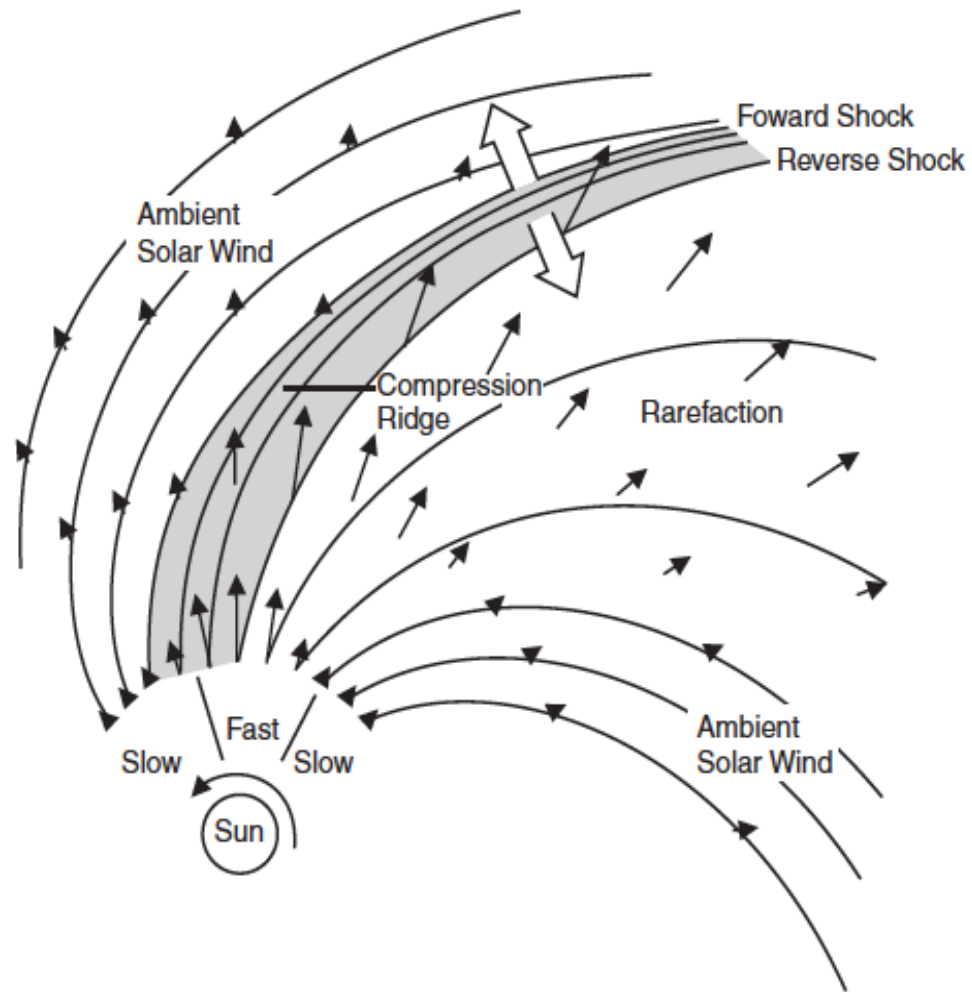 Foward Shock
Reverse Shock
Ambient
Solar Wind
Compression
Ridge
Rarefaction
Fast
Slow
Slow
Ambient
Solar Wind
Sun